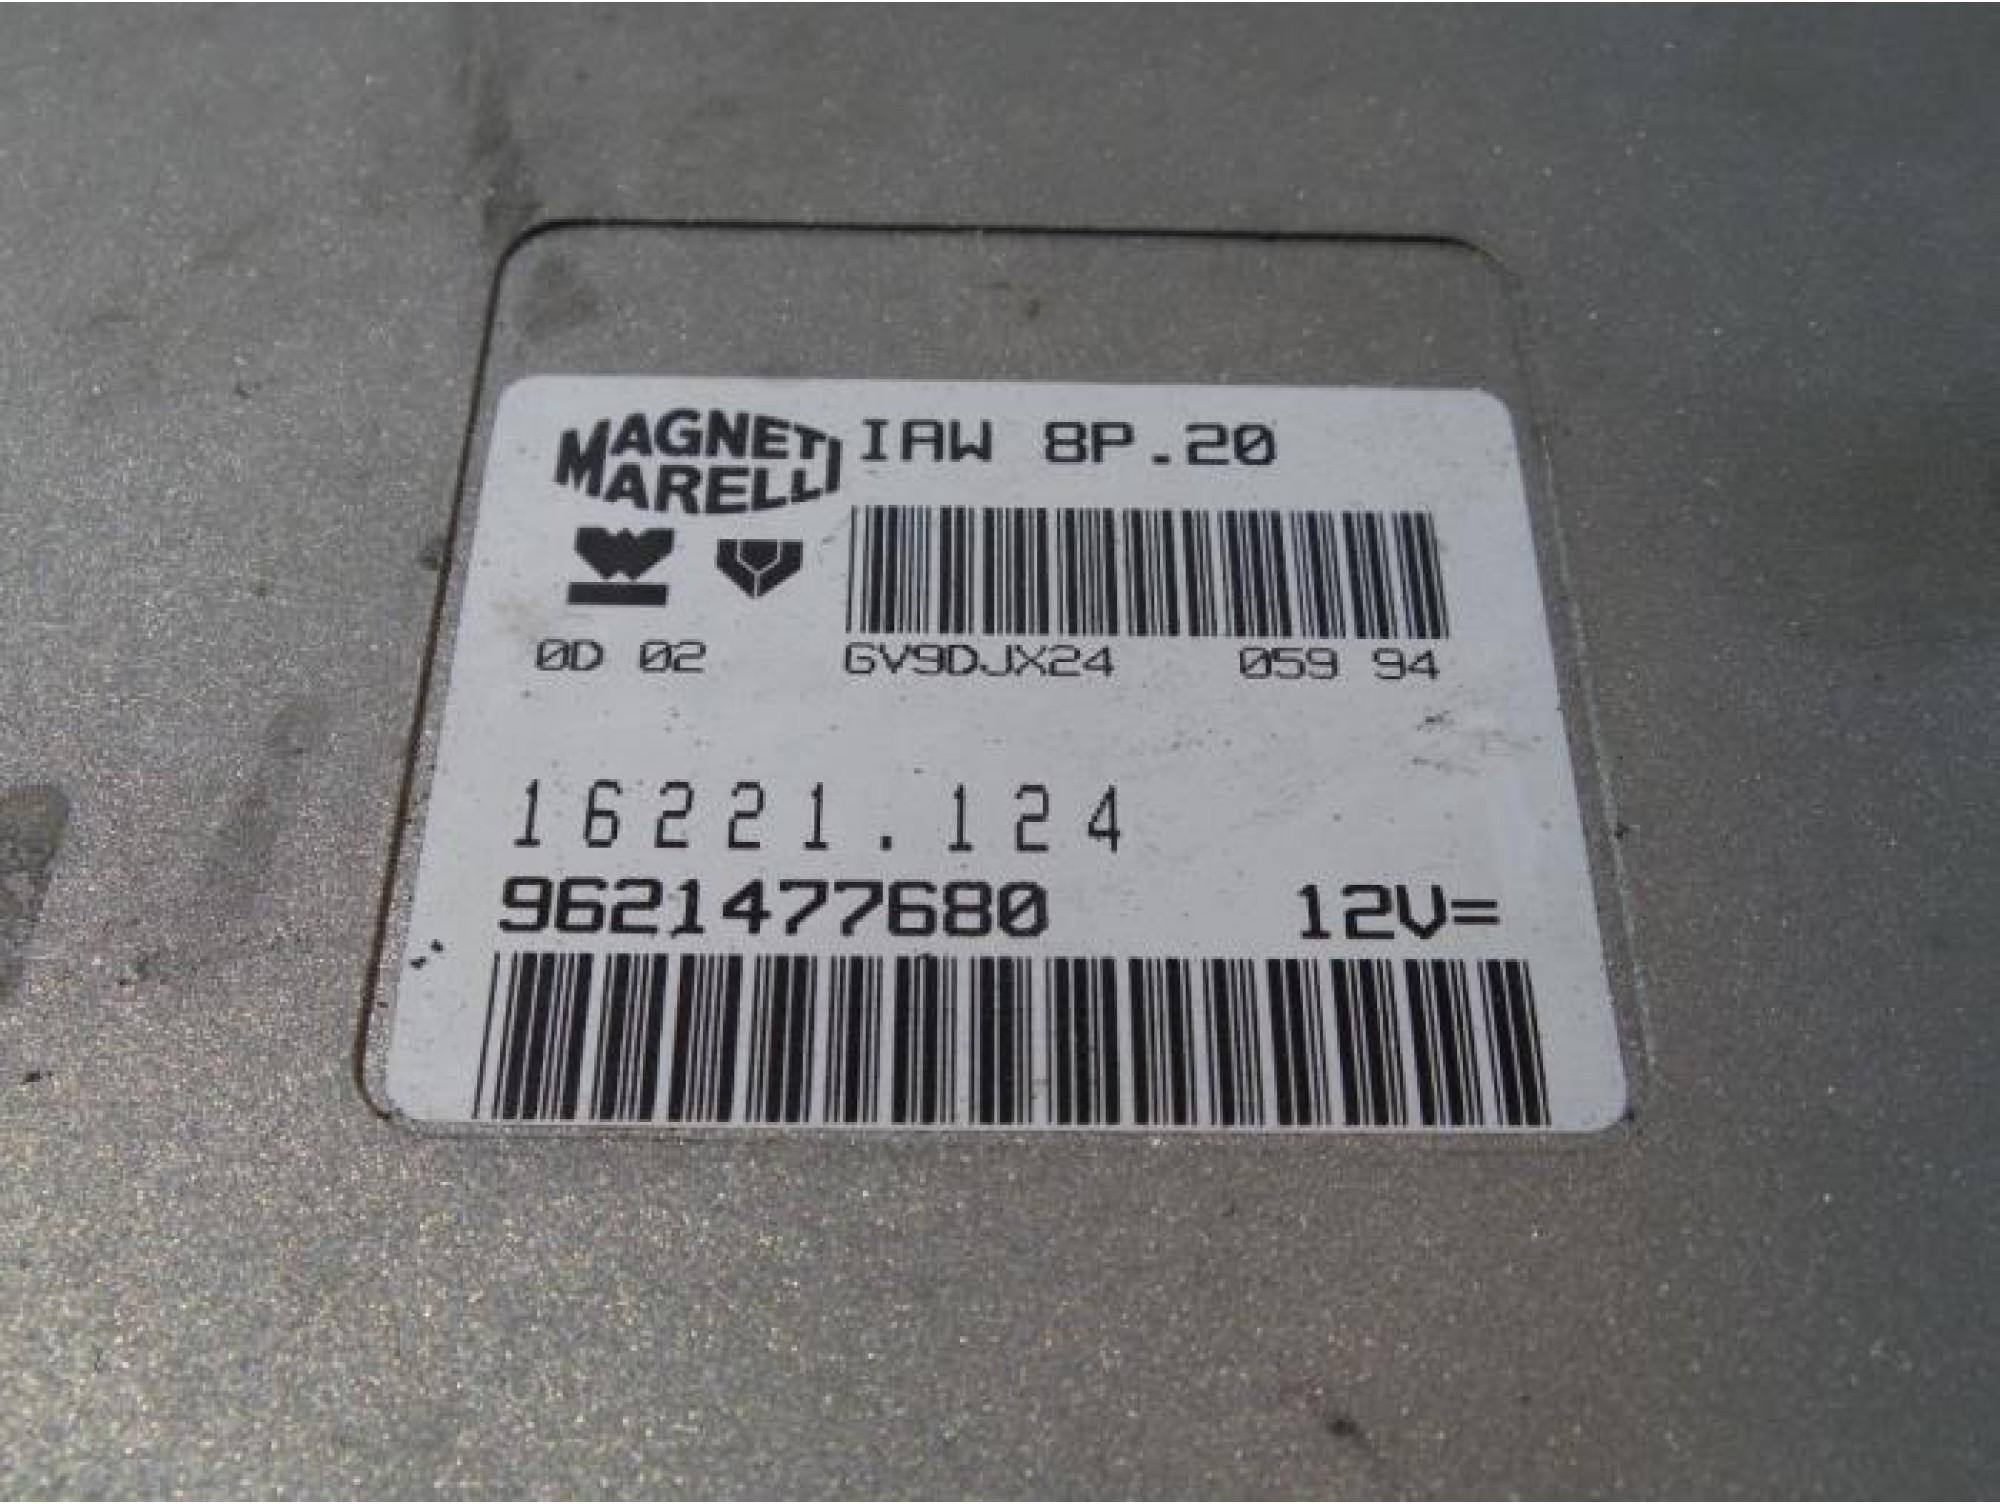 MAGNETI
MARELLI
IAW 8P.20
0D 02 GV9DJX24 059 94
16221.124
9621477680 12V=